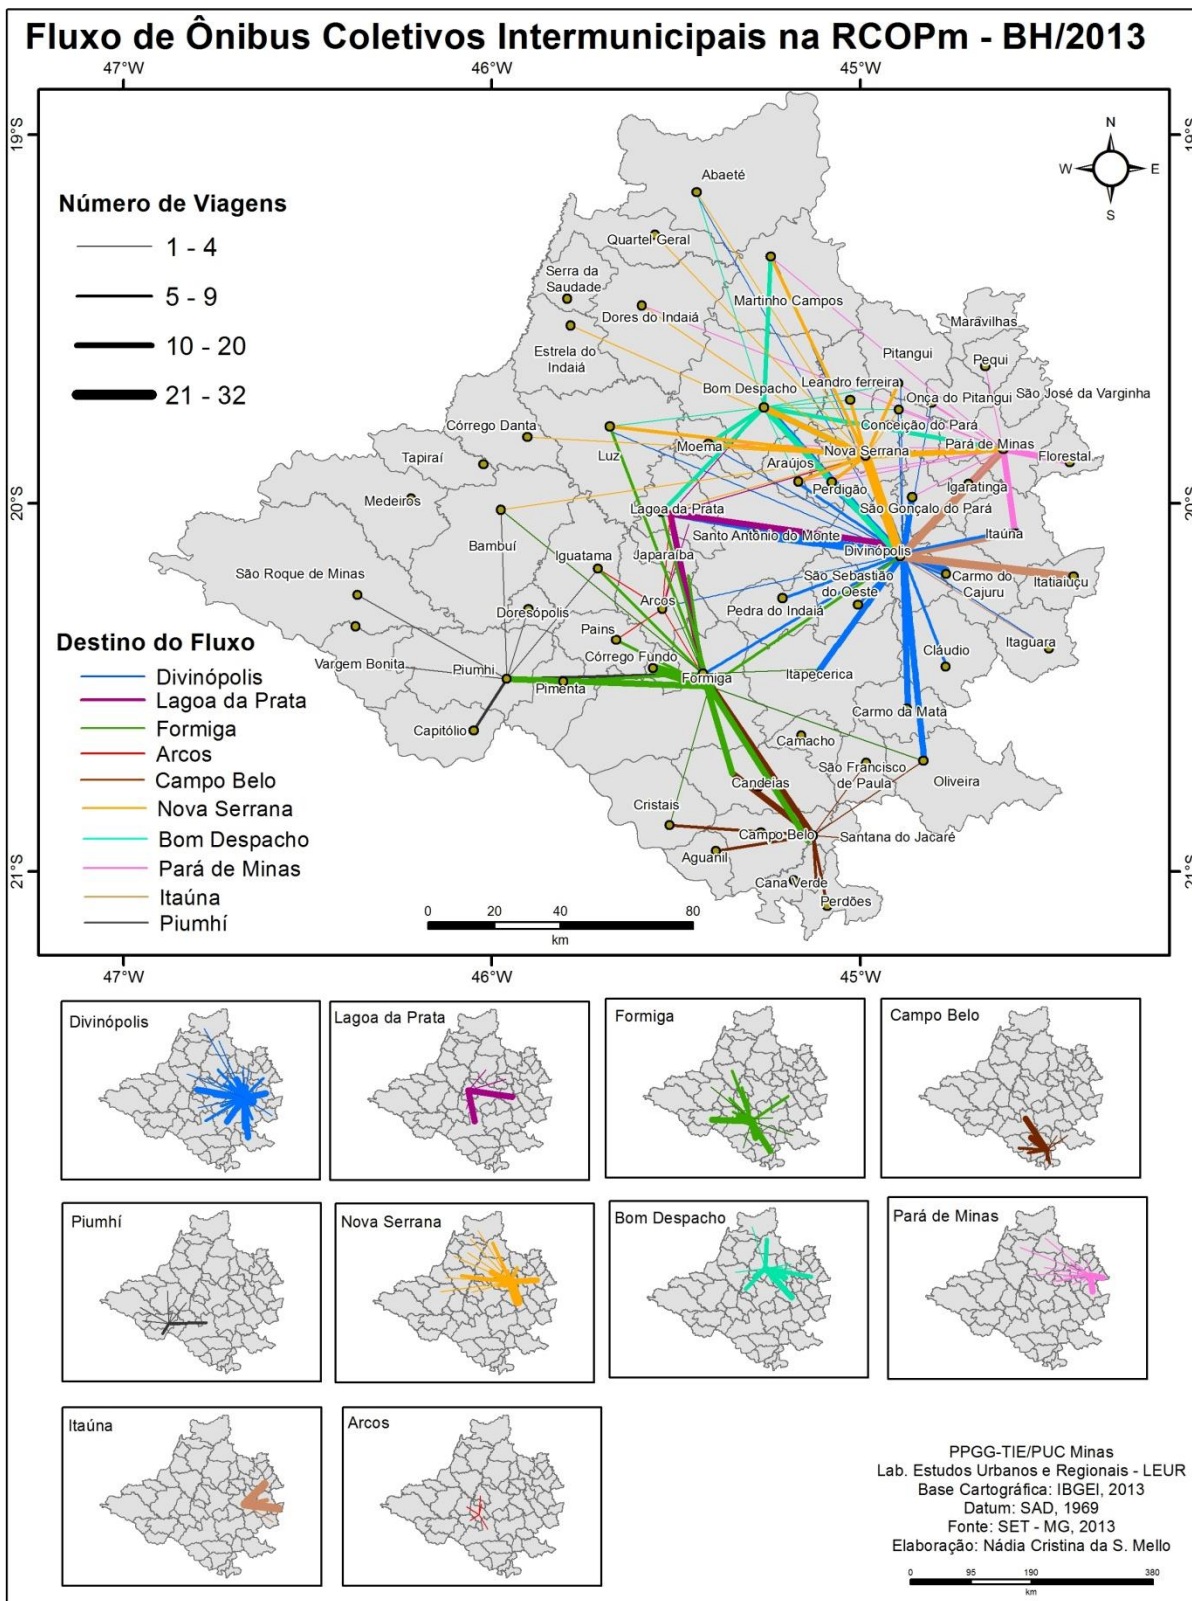 Fluxo de Ônibus Coletivos Intermunicipais na RCOPm - BH/2013
47°W
46°W
45°W
19°S
19°S
N
W
E
S
Número de Viagens
1 - 4
5 - 9
10 - 20
21 - 32
Abaeté
Quartel Geral
Serra da
Saudade
Martinho Campos
Dores do Indaiá
Maravilhas
Estrela do
Indaiá
Pitangui
Pequi
Bom Despacho
Leandro ferreira
Onça do Pitangui
São José da Varginha
Córrego Danta
Conceição do Pará
Moema
Nova Serrana
Pará de Minas
Luz
Florestal
Tapiraí
Araújos
Perdigão
Igaratinga
20°S
20°S
Medeiros
Lagoa da Prata
São Gonçalo do Pará
Santo Antônio do Monte
Itaúna
Bambuí
Iguatama
Japaraíba
Divinópolis
São Roque de Minas
São Sebastião
do Oeste
Carmo do
Cajuru
Itatiaiuçu
Doresópolis
Arcos
Pedra do Indaiá
Pains
Itaguara
Córrego Fundo
Cláudio
Vargem Bonita
Piumhi
Pimenta
Formiga
Itapecerica
Carmo da Mata
Capitólio
Camacho
São Francisco
de Paula
Oliveira
Candeias
Cristais
Campo Belo
Santana do Jacaré
Aguanil
Cana Verde
Perdões
21°S
21°S
Destino do Fluxo
Divinópolis
Lagoa da Prata
Formiga
Arcos
Campo Belo
Nova Serrana
Bom Despacho
Pará de Minas
Itaúna
Piumhí
0 20 40 80
km
47°W
46°W
45°W
Divinópolis
Lagoa da Prata
Formiga
Campo Belo
Piumhí
Nova Serrana
Bom Despacho
Pará de Minas
Itaúna
Arcos
PPGG-TIE/PUC Minas
Lab. Estudos Urbanos e Regionais - LEUR
Base Cartográfica: IBGEI, 2013
Datum: SAD, 1969
Fonte: SET - MG, 2013
Elaboração: Nádia Cristina da S. Mello
0 95 190 380
km